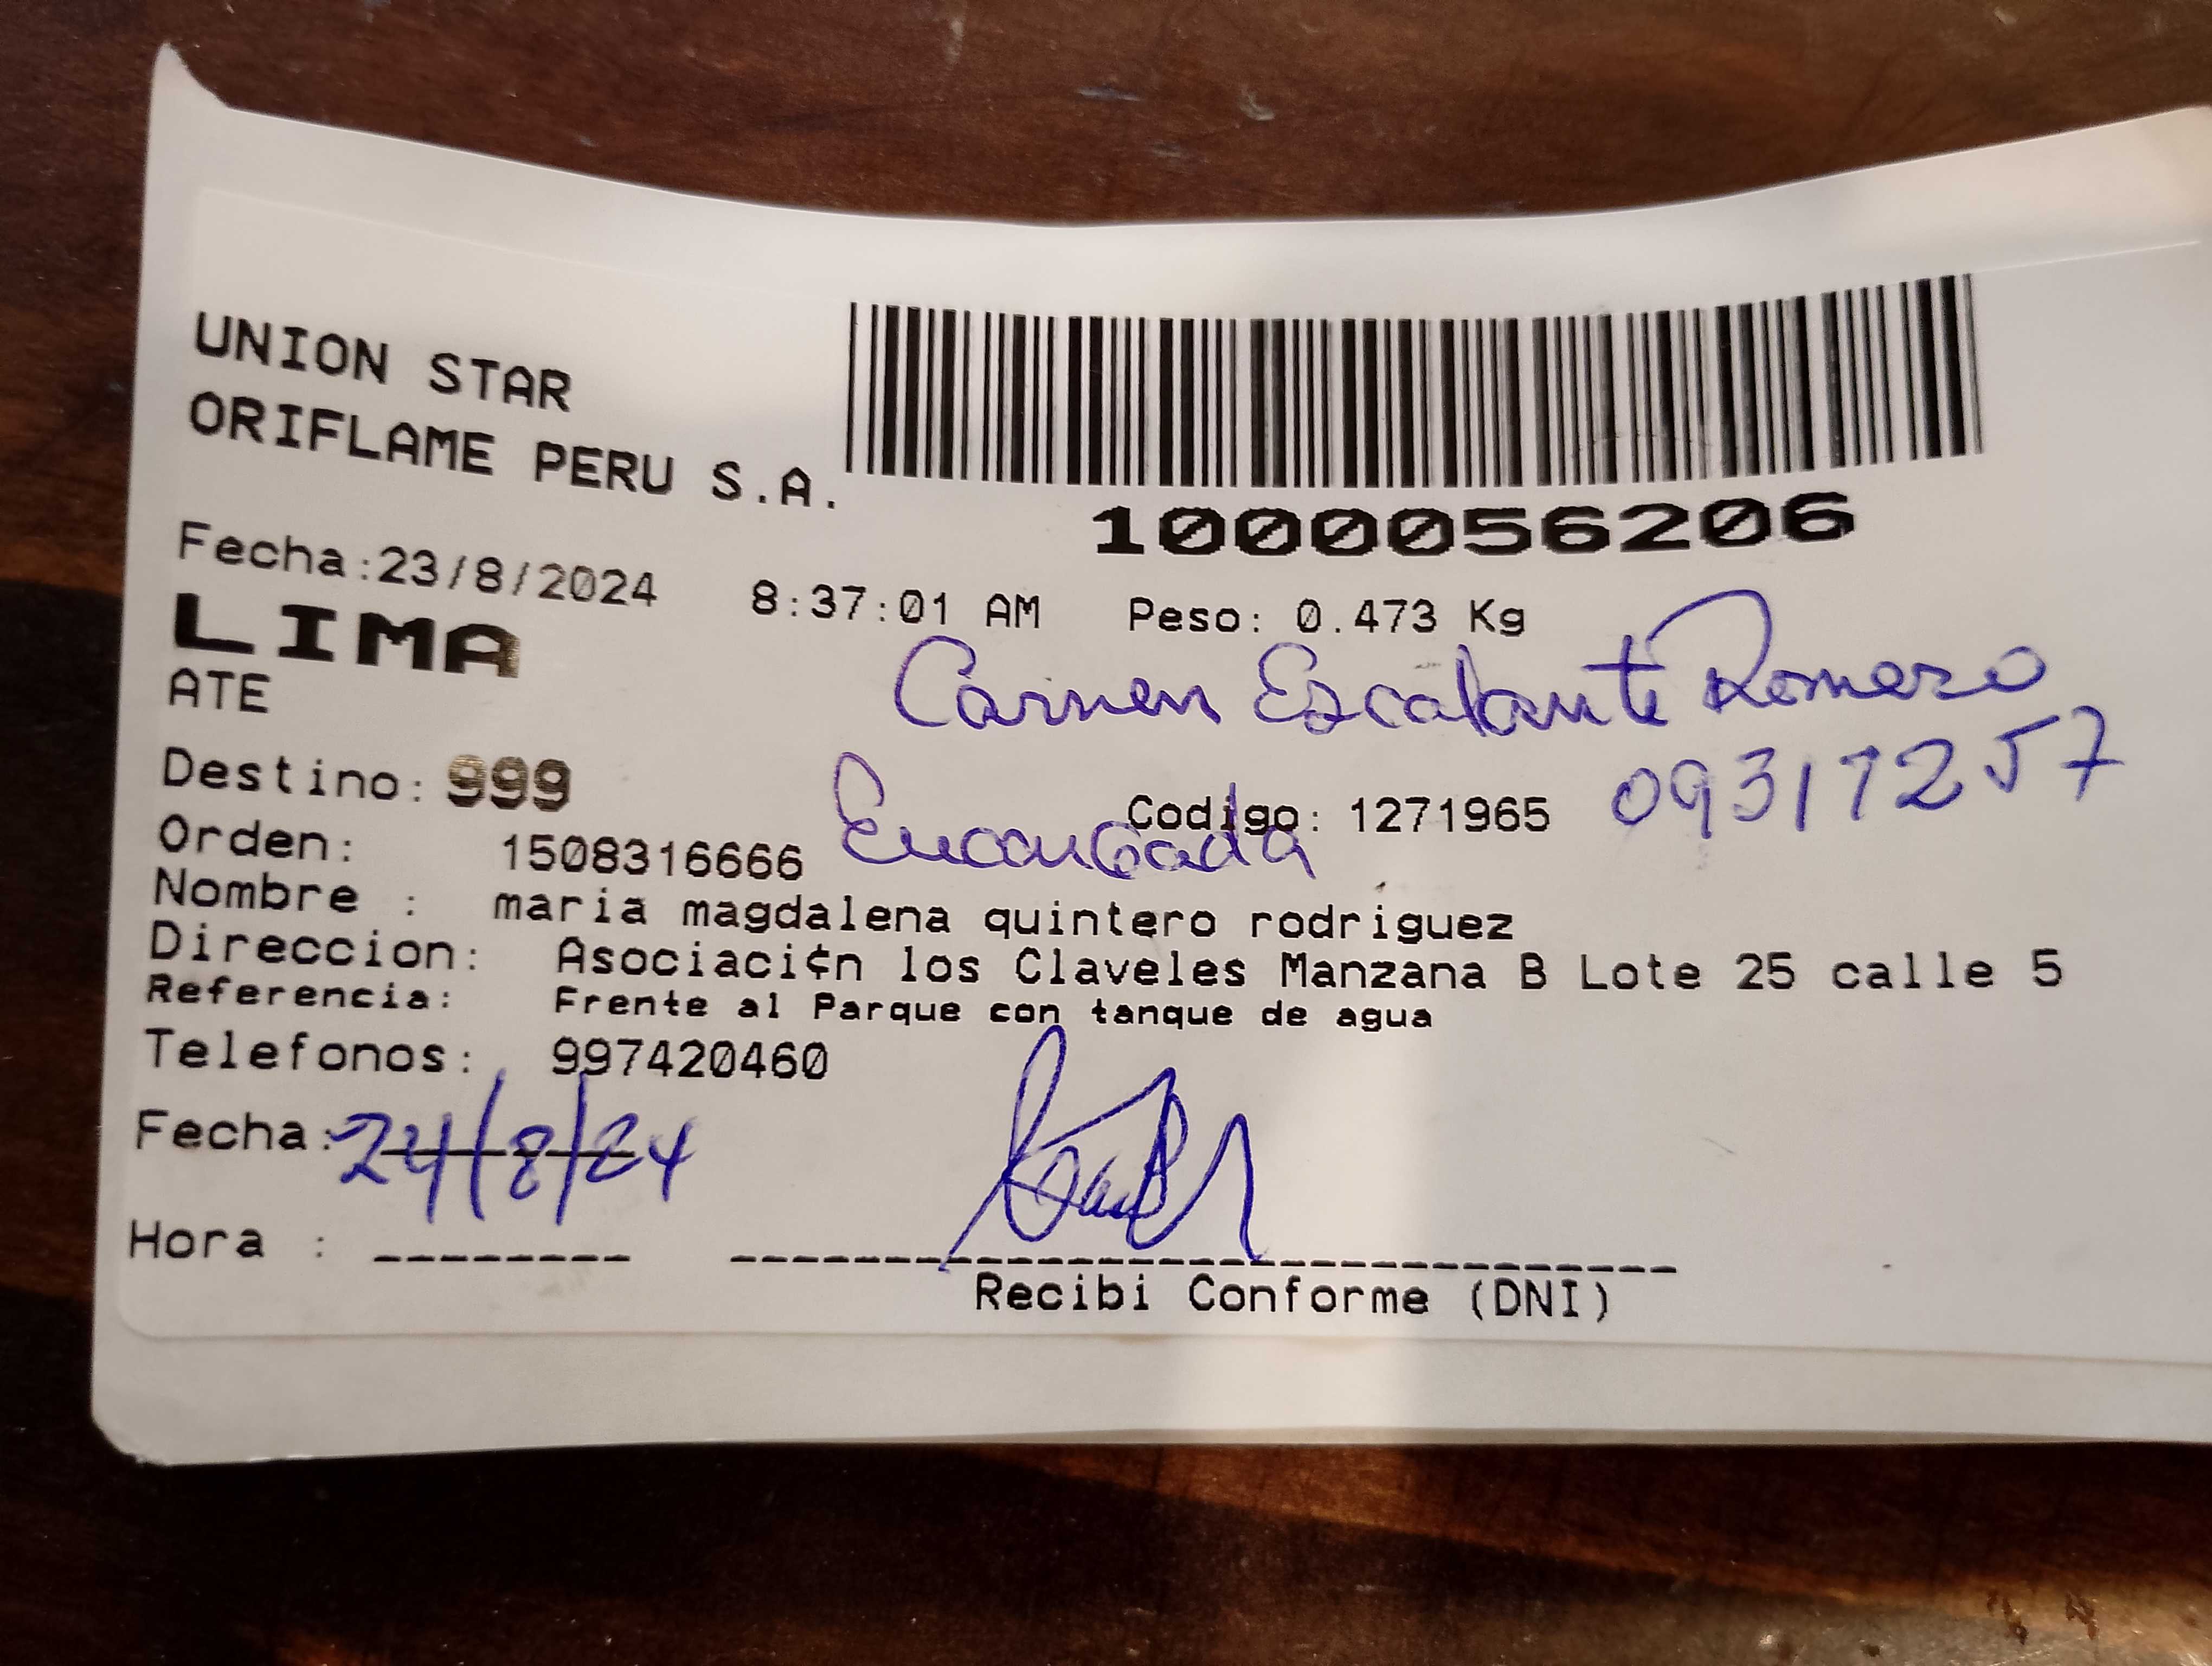 UNION STAR
ORIFLAME PERU S.A.
1000056206
Fecha:23/8/2024 8:37:01 AM Peso: 0.473 Kg
LIMA
ATE
Carmen Escalante Romero
09317257
Destino: 999
Codigo: 1271965
Orden: 1508316666
Encargada
Nombre : maria magdalena quintero rodriguez
Direccion: Asociaci¢n los Claveles Manzana B Lote 25 calle 5
Referencia: Frente al Parque con tanque de agua
Telefonos: 997420460
Fecha: 24/8/24
Hora : ________
Recibi Conforme (DNI)